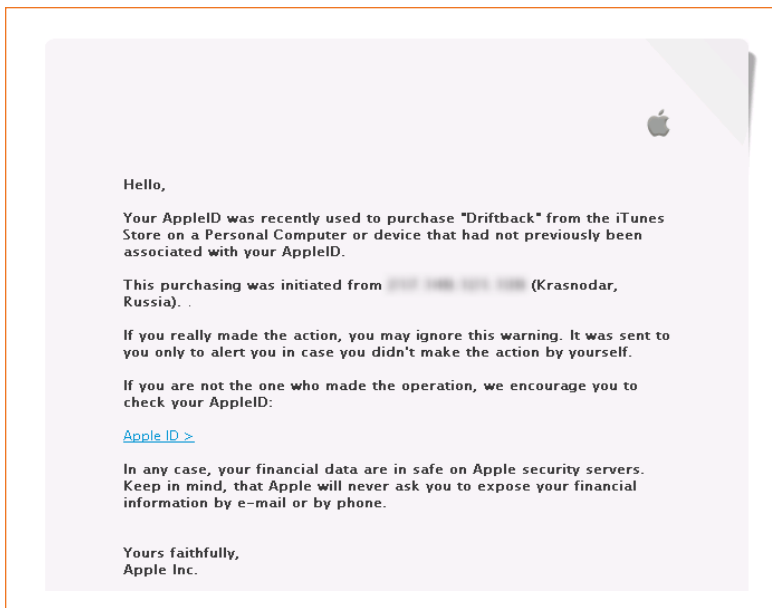 Hello,
Your AppleID was recently used to purchase "Driftback" from the iTunes
Store on a Personal Computer or device that had not previously been
associated with your AppleID.
This purchasing was initiated from (Krasnodar,
Russia). .
If you really made the action, you may ignore this warning. It was sent to
you only to alert you in case you didn't make the action by yourself.
If you are not the one who made the operation, we encourage you to
check your AppleID:
Apple ID >
In any case, your financial data are in safe on Apple security servers.
Keep in mind, that Apple will never ask you to expose your financial
information by e-mail or by phone.
Yours faithfully,
Apple Inc.